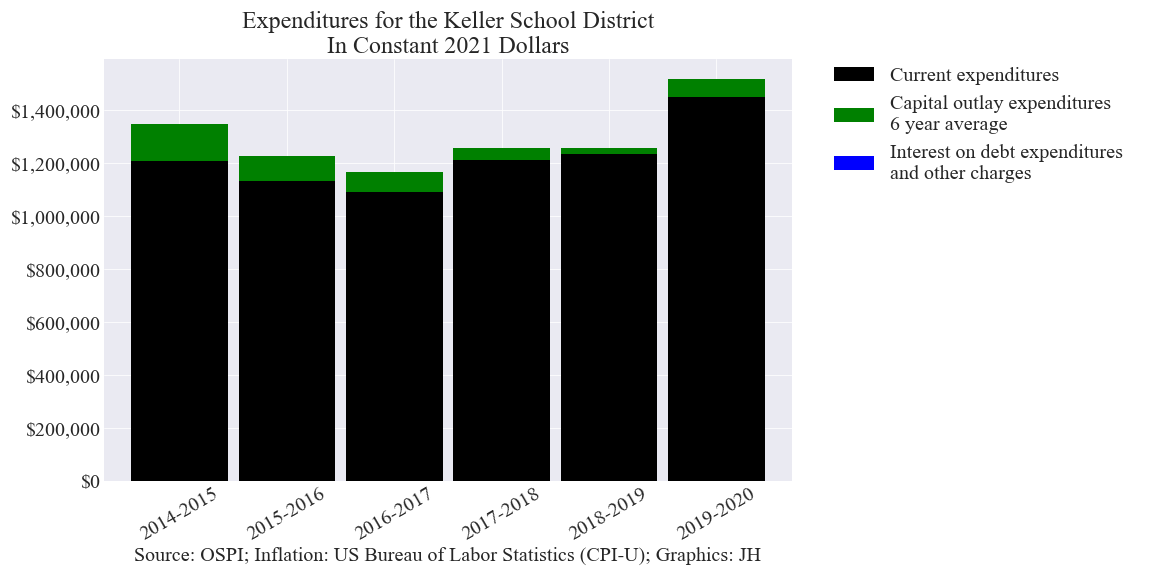 Expenditures for the Keller School District
In Constant 2021 Dollars
$1,400,000
$1,200,000
$1,000,000
$800,000
$600,000
$400,000
$200,000
$0
2014-2015
2015-2016
2016-2017
2017-2018
2018-2019
2019-2020
Source: OSPI; Inflation: US Bureau of Labor Statistics (CPI-U); Graphics: JH
Current expenditures
Capital outlay expenditures
6 year average
Interest on debt expenditures
and other charges